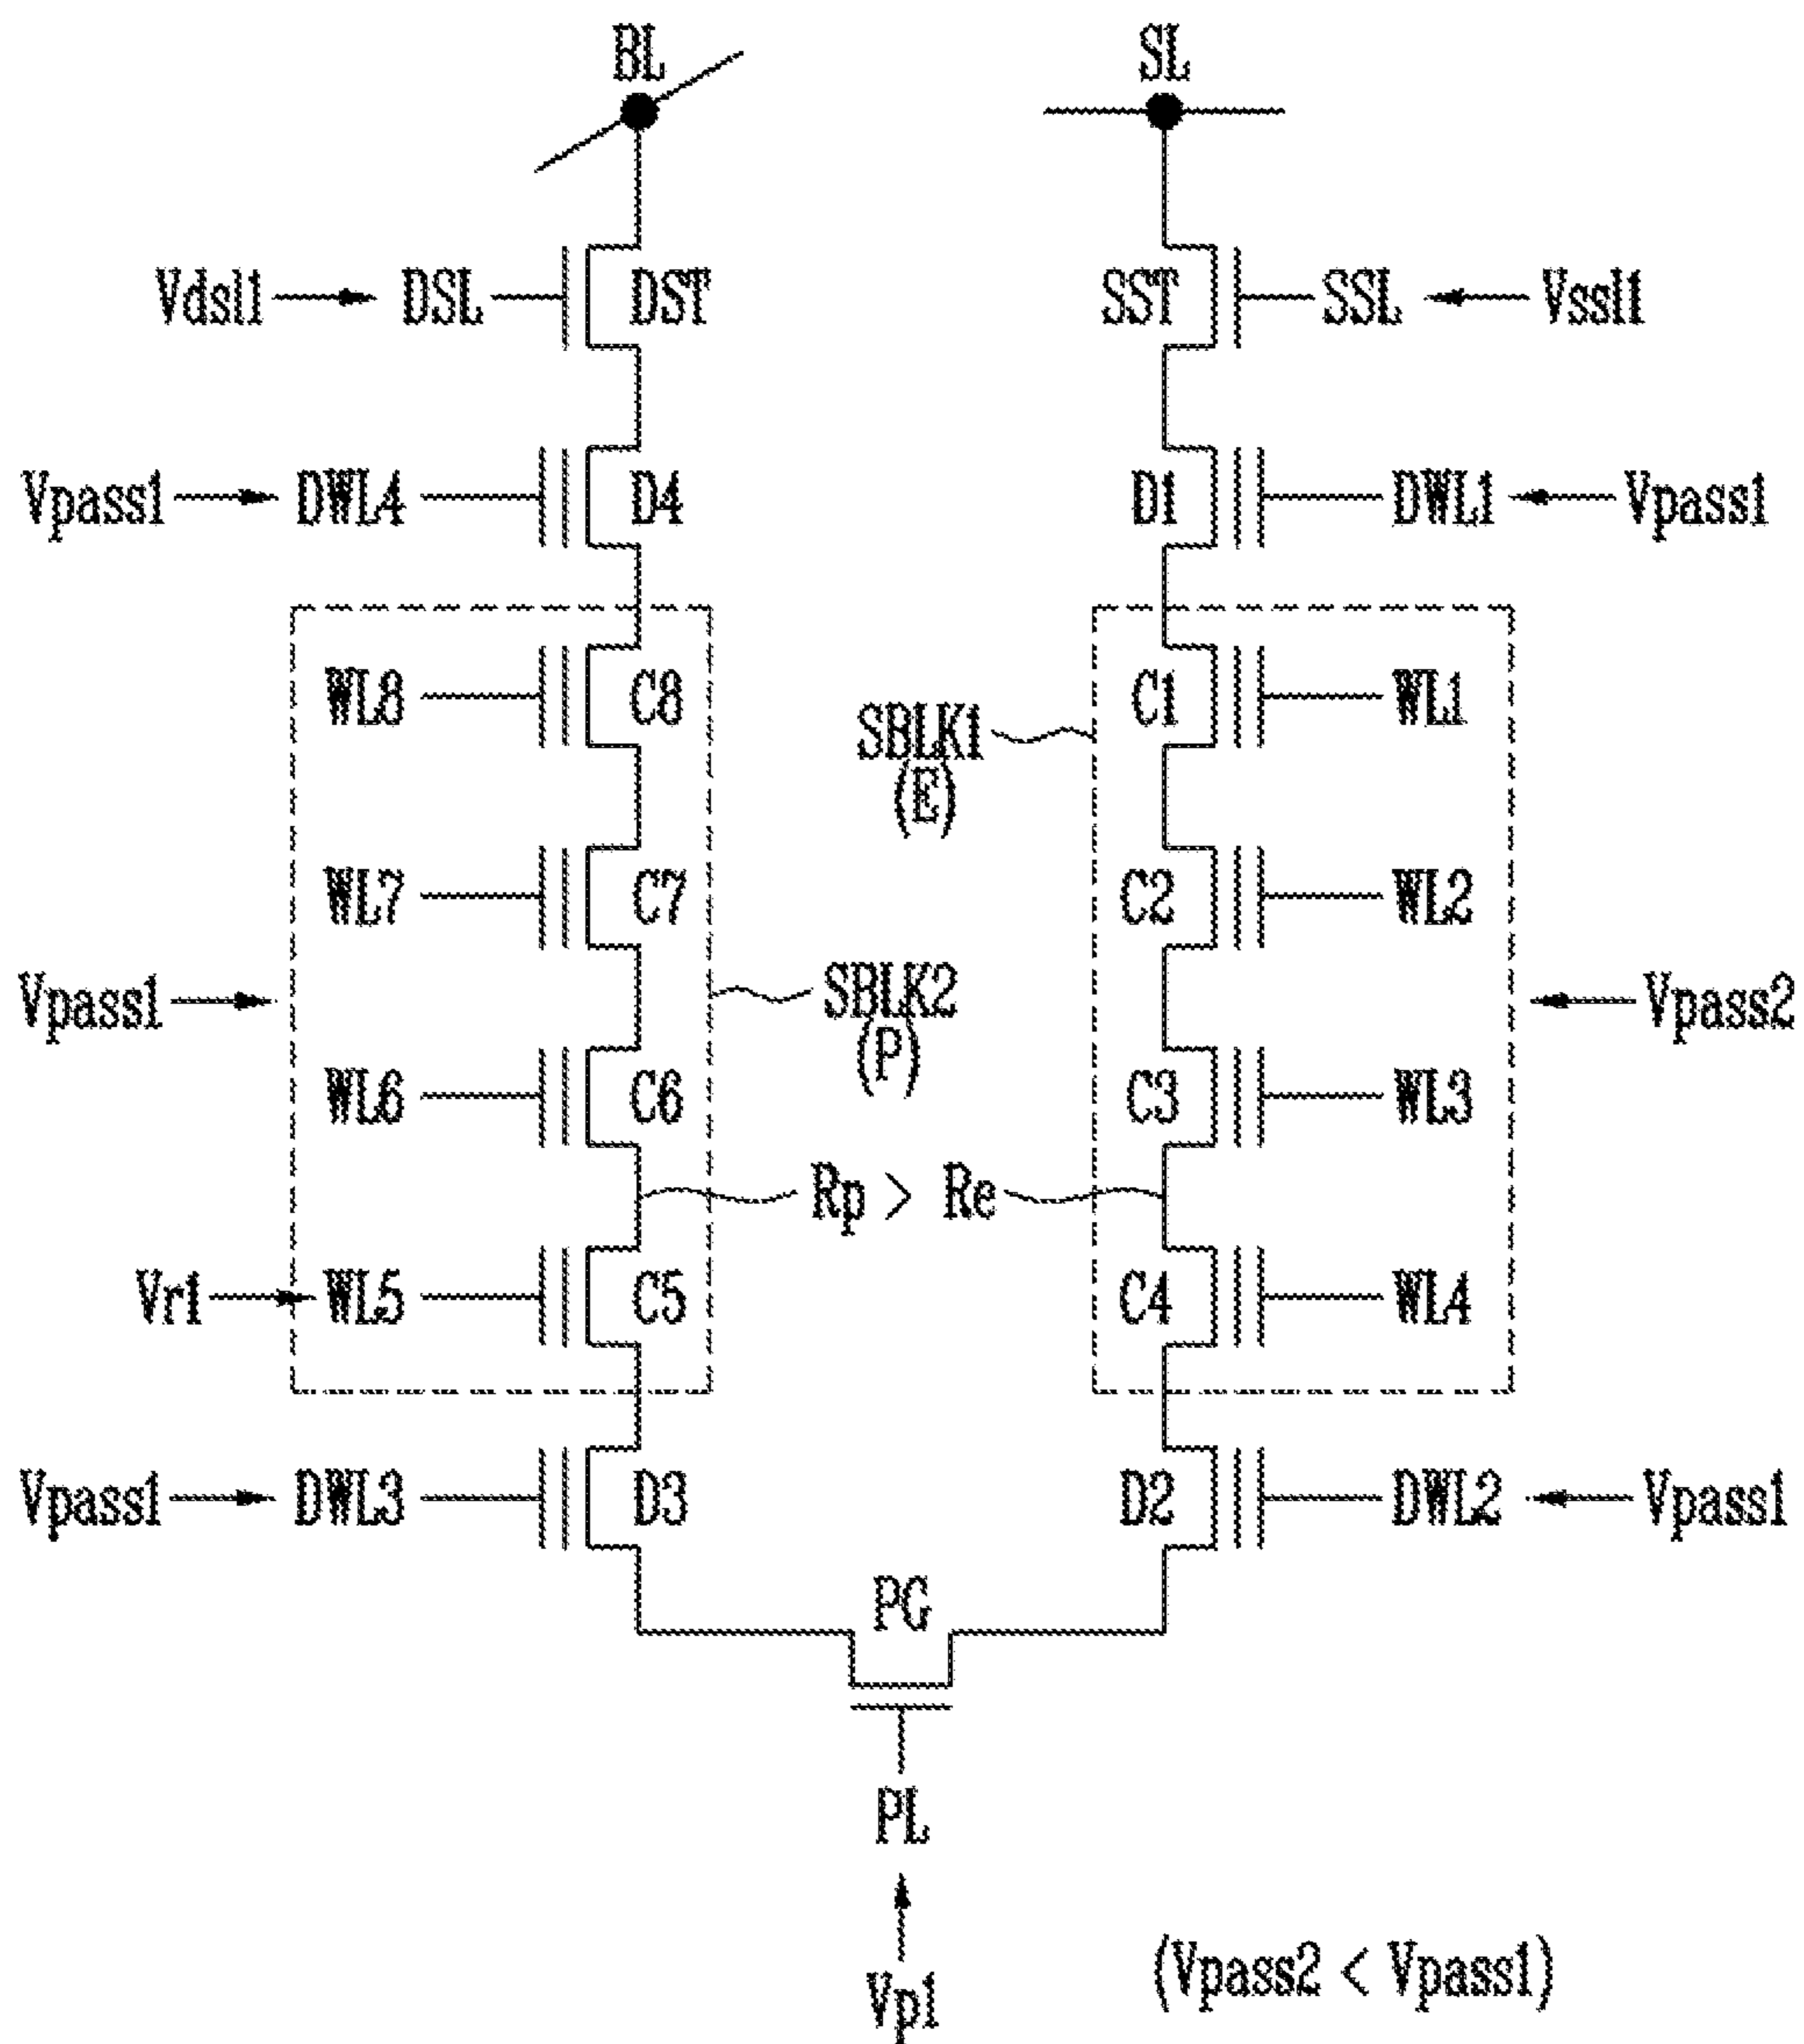 BL SL
Vdsl1 DSL DST SST SSL Vssl1
Vpass1 DWL4 D4 D1 DWL1 Vpass1
WL8 C8 C1 WL1
SBLK1
(E)
WL7 C7 C2 WL2
Vpass1 SBLK2 Vpass2
(P)
WL6 C6 C3 WL3
Rp > Re
Vr1 WL5 C5 C4 WL4
Vpass1 DWL3 D3 D2 DWL2 Vpass1
PG
PL
Vp1
(Vpass2 < Vpass1)